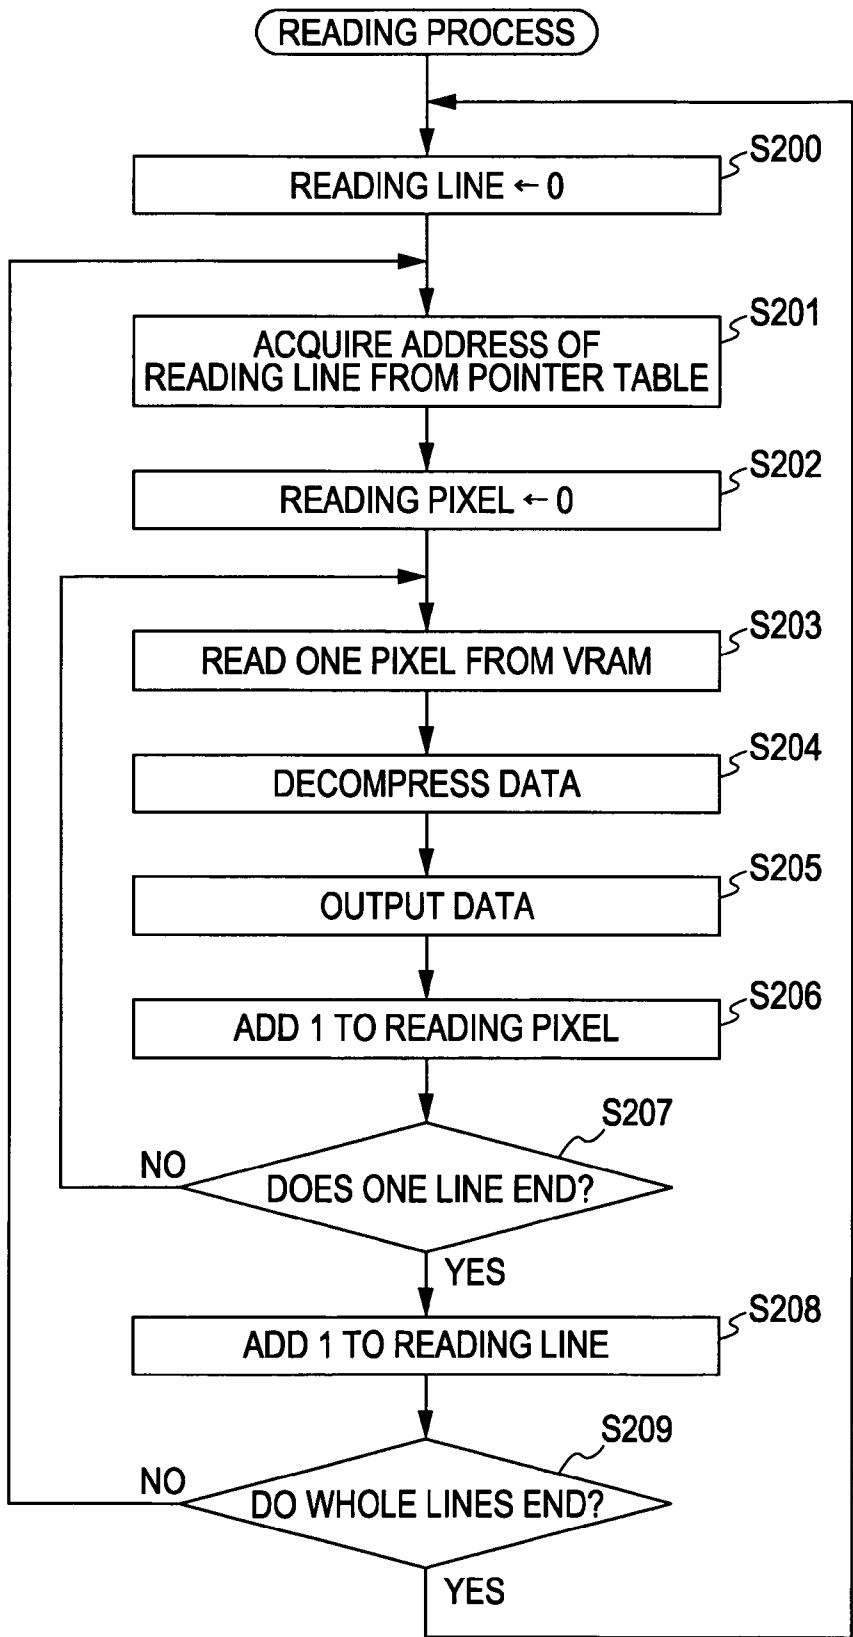 READING PROCESS
S200
READING LINE ← 0
S201
ACQUIRE ADDRESS OF
READING LINE FROM POINTER TABLE
S202
READING PIXEL ← 0
S203
READ ONE PIXEL FROM VRAM
S204
DECOMPRESS DATA
S205
OUTPUT DATA
S206
ADD 1 TO READING PIXEL
S207
NO
DOES ONE LINE END?
YES
S208
ADD 1 TO READING LINE
S209
NO
DO WHOLE LINES END?
YES